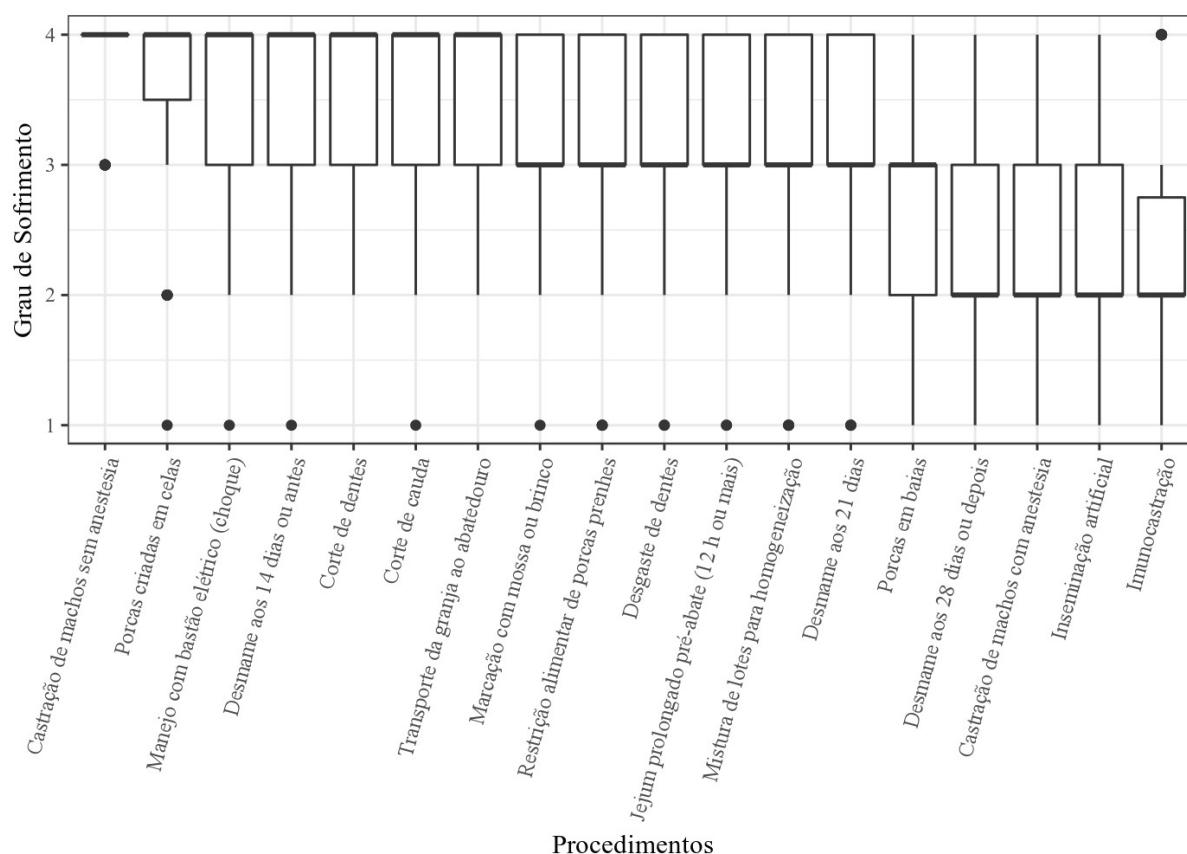 Grau de Sofrimento
4
3
2
1
Castração de machos sem anestesia
Porcas criadas em celas
Manejo com bastão elétrico (choque)
Desmame aos 14 dias ou antes
Corte de dentes
Corte de cauda
Transporte da granja ao abatedouro
Marcação com mossa ou brinco
Restrição alimentar de porcas prenhes
Desgaste de dentes
Jejum prolongado pré-abate (12 h ou mais)
Mistura de lotes para homogeneização
Desmame aos 21 dias
Porcas em baias
Desmame aos 28 dias ou depois
Castração de machos com anestesia
Inseminação artificial
Imunocastração
Procedimentos